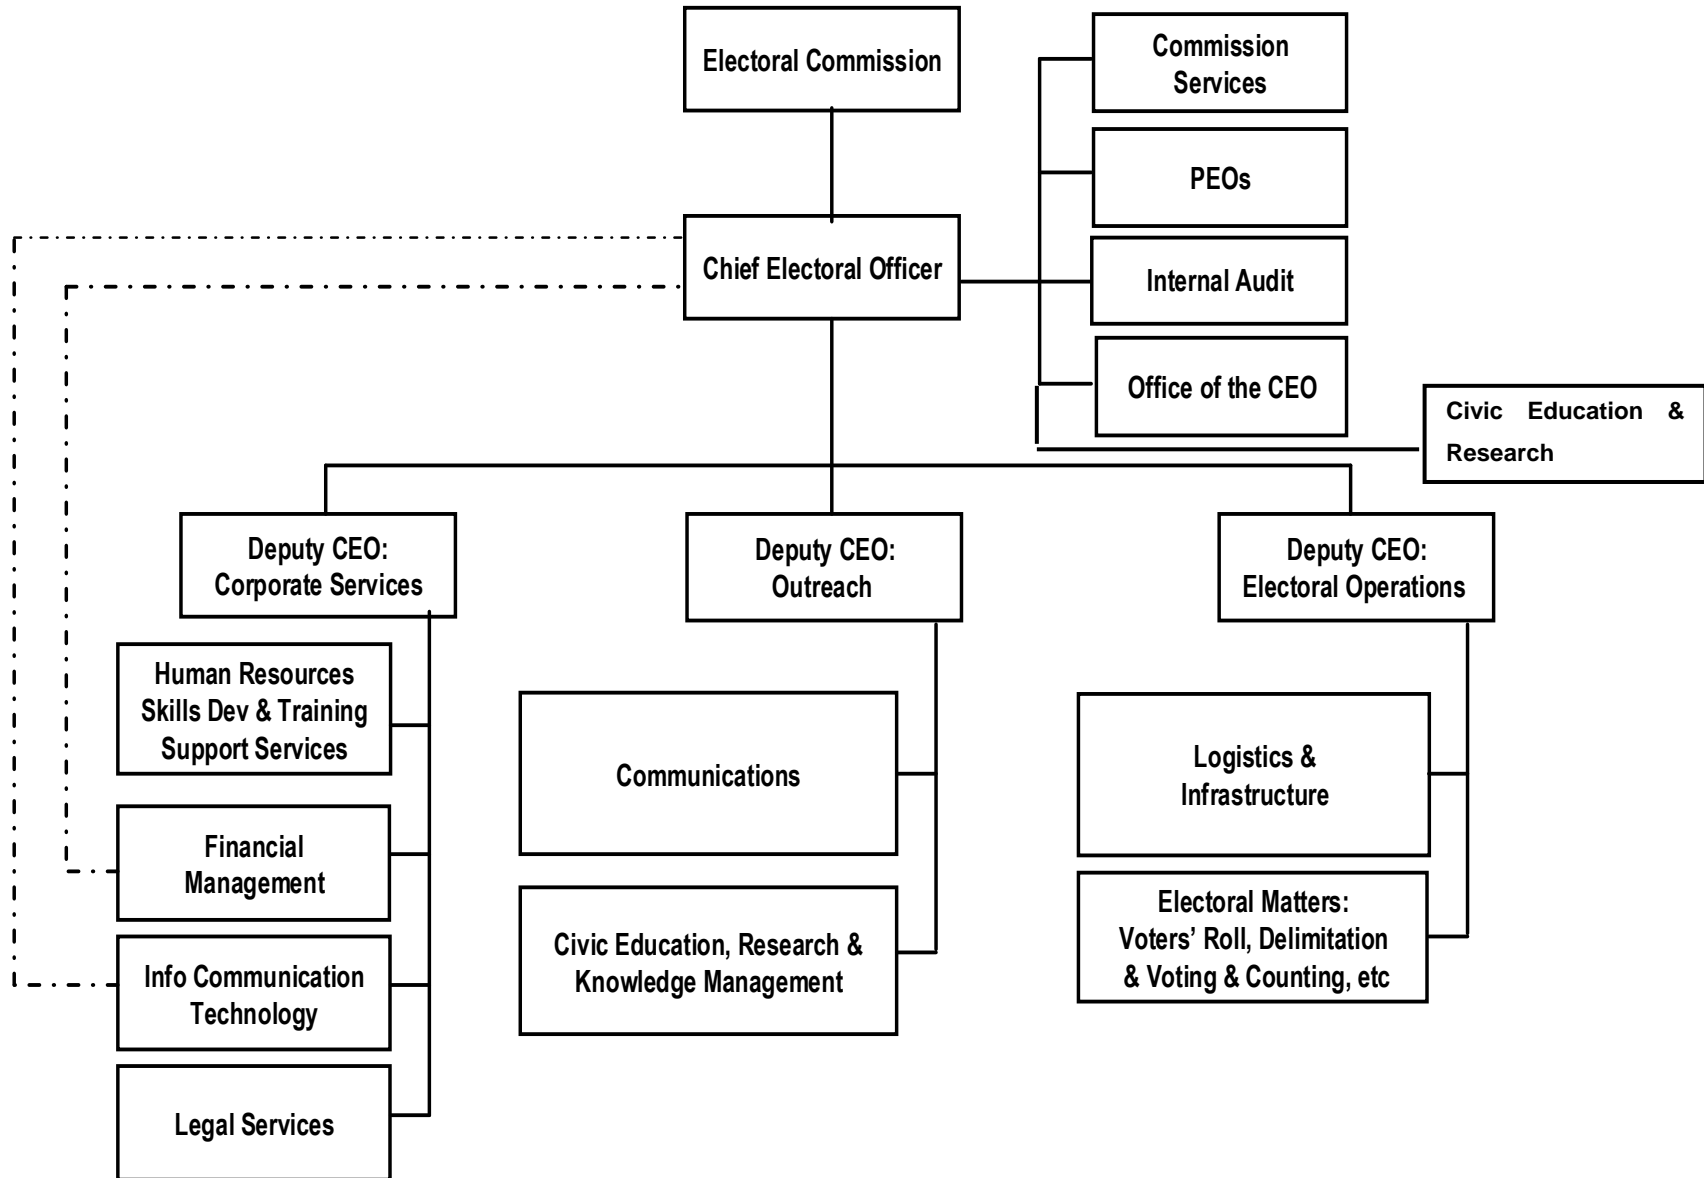 Electoral Commission
Commission
Services
PEOs
Chief Electoral Officer
Internal Audit
Office of the CEO
Civic Education &
Research
Deputy CEO:
Corporate Services
Deputy CEO:
Outreach
Deputy CEO:
Electoral Operations
Human Resources
Skills Dev & Training
Support Services
Financial
Management
Info Communication
Technology
Legal Services
Communications
Civic Education, Research &
Knowledge Management
Logistics &
Infrastructure
Electoral Matters:
Voters’ Roll, Delimitation
& Voting & Counting, etc